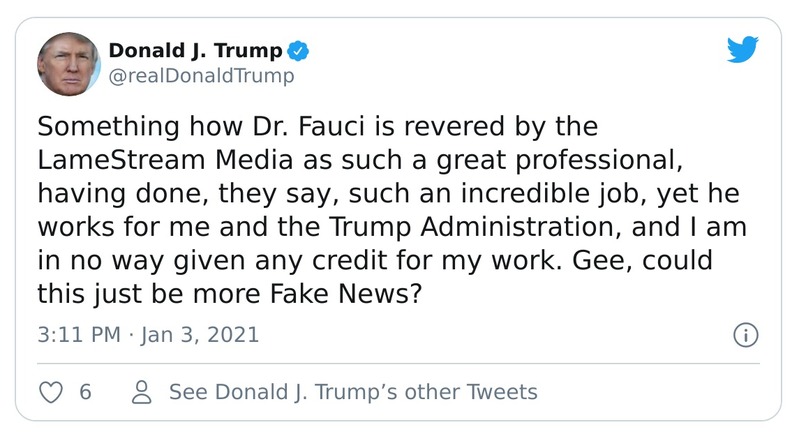 Donald J. Trump
@realDonaldTrump
Something how Dr. Fauci is revered by the
LameStream Media as such a great professional,
having done, they say, such an incredible job, yet he
works for me and the Trump Administration, and I am
in no way given any credit for my work. Gee, could
this just be more Fake News?
3:11 PM · Jan 3, 2021
6 See Donald J. Trump’s other Tweets